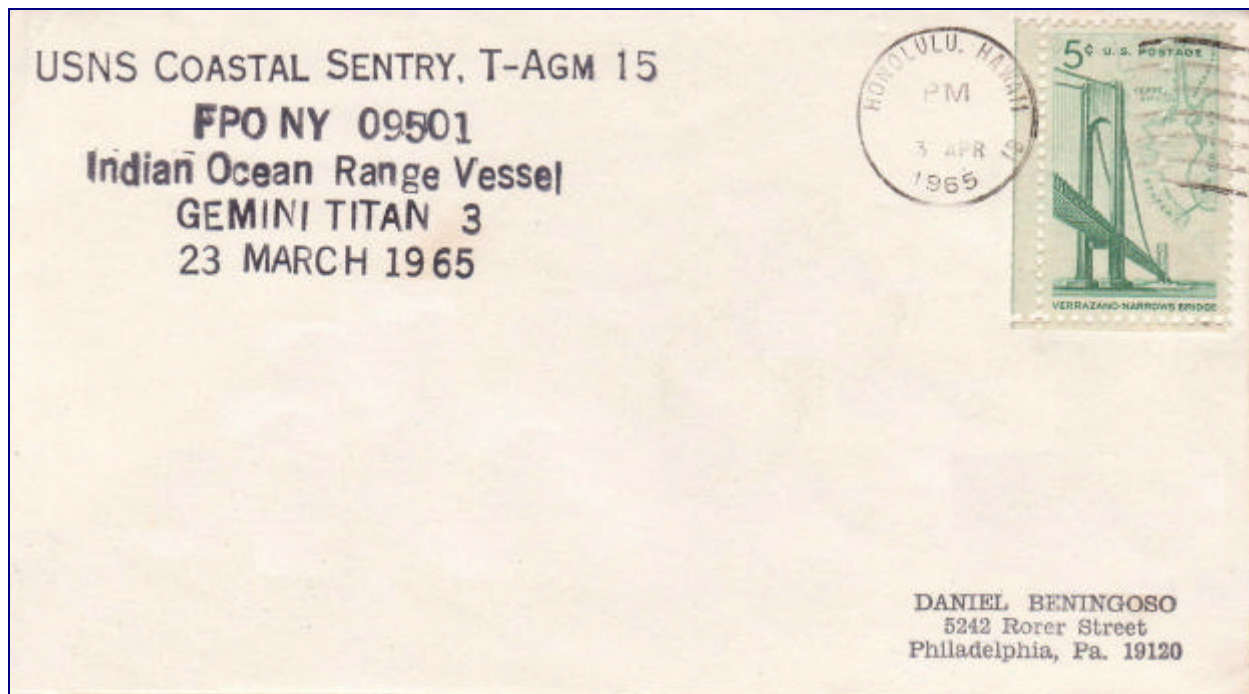 USNS COASTAL SENTRY, T-AGM 15
FPO NY 09501
Indian Ocean Range Vessel
GEMINI TITAN 3
23 MARCH 1965
HONOLULU, HAWAII
PM
3 APR
1965
5¢ U.S. POSTAGE
VERRAZANO-NARROWS BRIDGE
DANIEL BENINGOSO
5242 Rorer Street
Philadelphia, Pa. 19120